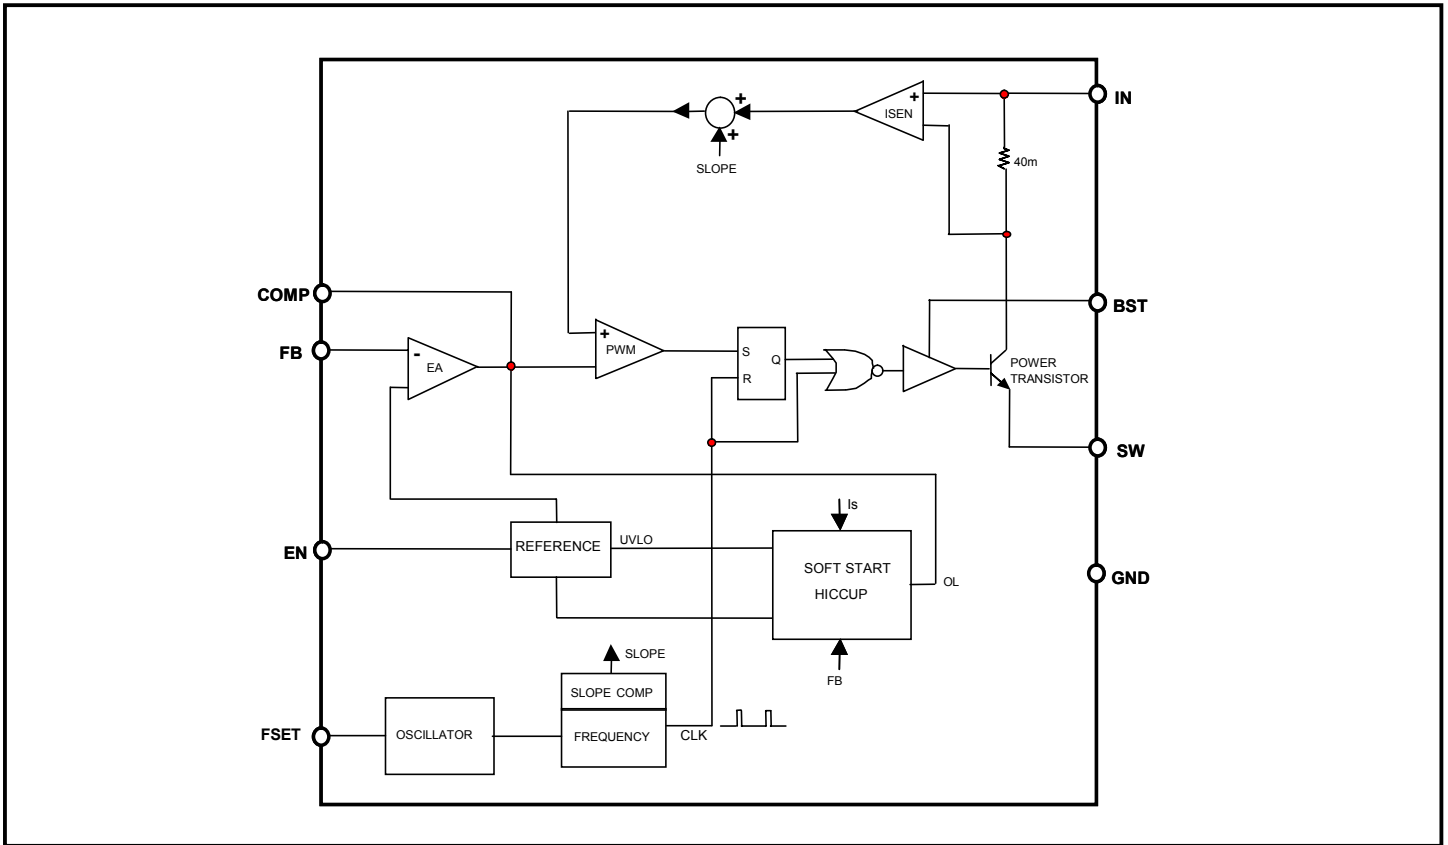 IN
+
+
ISEN
+
SLOPE
40m
COMP
BST
FB
-
EA
+
PWM
S
R
Q
POWER
TRANSISTOR
SW
EN
REFERENCE
UVLO
Is
SOFT START
HICCUP
OL
GND
FB
SLOPE
SLOPE COMP
FSET
OSCILLATOR
FREQUENCY
CLK